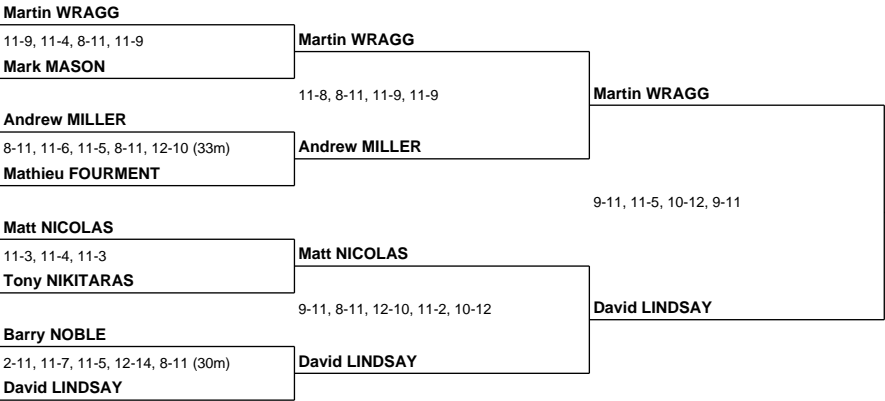 Martin WRAGG
11-9, 11-4, 8-11, 11-9
Mark MASON
Andrew MILLER
8-11, 11-6, 11-5, 8-11, 12-10 (33m)
Mathieu FOURMENT
Matt NICOLAS
11-3, 11-4, 11-3
Tony NIKITARAS
Barry NOBLE
2-11, 11-7, 11-5, 12-14, 8-11 (30m)
David LINDSAY
Martin WRAGG
11-8, 8-11, 11-9, 11-9
Andrew MILLER
Matt NICOLAS
9-11, 8-11, 12-10, 11-2, 10-12
David LINDSAY
Martin WRAGG
9-11, 11-5, 10-12, 9-11
David LINDSAY